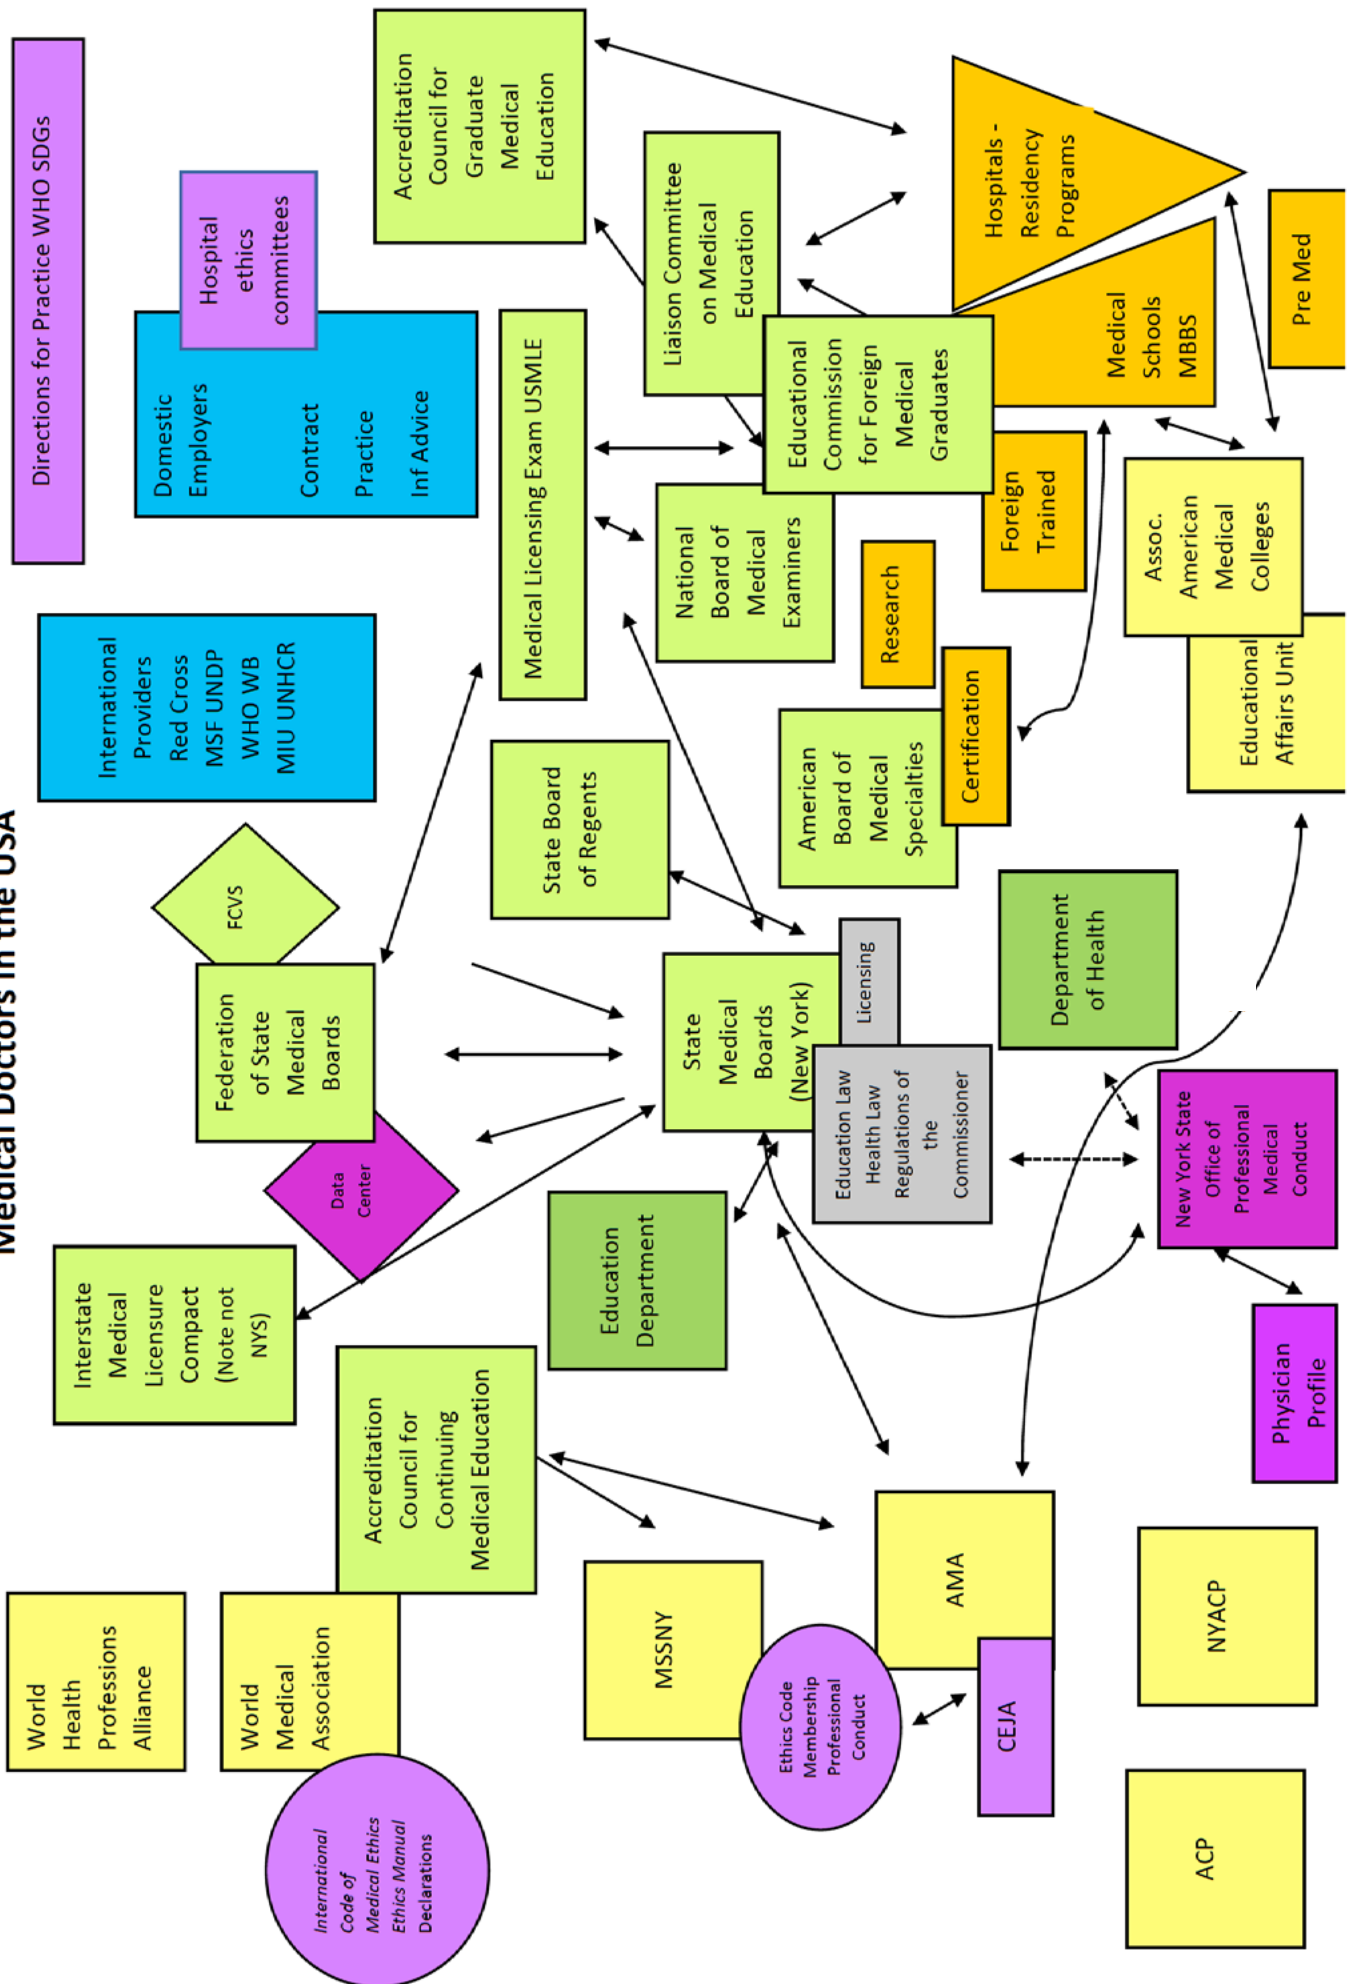 Medical Doctors in the USA
World
Health
Professions
Alliance
World
Medical
Association
International
Code of
Medical Ethics
Ethics Manual
Declarations
Interstate
Medical
Licensure
Compact
(Note not
NYS)
Data
Center
Federation
of State
Medical
Boards
FCVS
International
Providers
Red Cross
MSF UNDP
WHO WB
MIU UNHCR
Directions for Practice WHO SDGs
Domestic
Employers
Contract
Practice
Inf Advice
Hospital
ethics
committees
Accreditation
Council for
Graduate
Medical
Education
Accreditation
Council for
Continuing
Medical Education
Education
Department
State
Medical
Boards
(New York)
Licensing
Education Law
Health Law
Regulations of
the
Commissioner
State Board
of Regents
Medical Licensing Exam USMLE
National
Board of
Medical
Examiners
Liaison Committee
on Medical
Education
Educational
Commission
for Foreign
Medical
Graduates
MSSNY
Ethics Code
Membership
Professional
Conduct
AMA
CEJA
American
Board of
Medical
Specialties
Certification
Research
Foreign
Trained
Hospitals -
Residency
Programs
Medical
Schools
MBBS
Department
of Health
ACP
NYACP
Physician
Profile
New York State
Office of
Professional
Medical
Conduct
Educational
Affairs Unit
Assoc.
American
Medical
Colleges
Pre Med